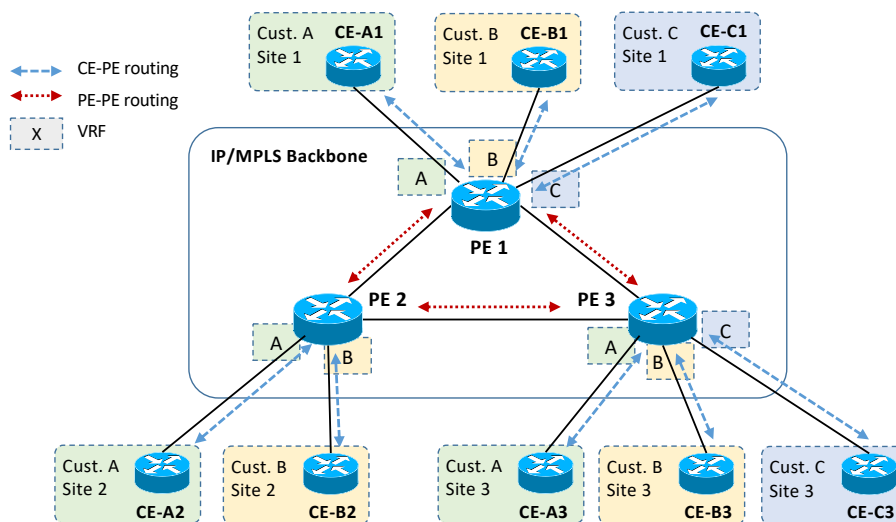 Cust. A
Site 1
CE-A1
Cust. B
Site 1
CE-B1
Cust. C
Site 1
CE-C1
CE-PE routing
PE-PE routing
X
VRF
IP/MPLS Backbone
A
B
C
PE 1
PE 2
PE 3
A
B
A
B
C
Cust. A
Site 2
CE-A2
Cust. B
Site 2
CE-B2
Cust. A
Site 3
CE-A3
Cust. B
Site 3
CE-B3
Cust. C
Site 3
CE-C3